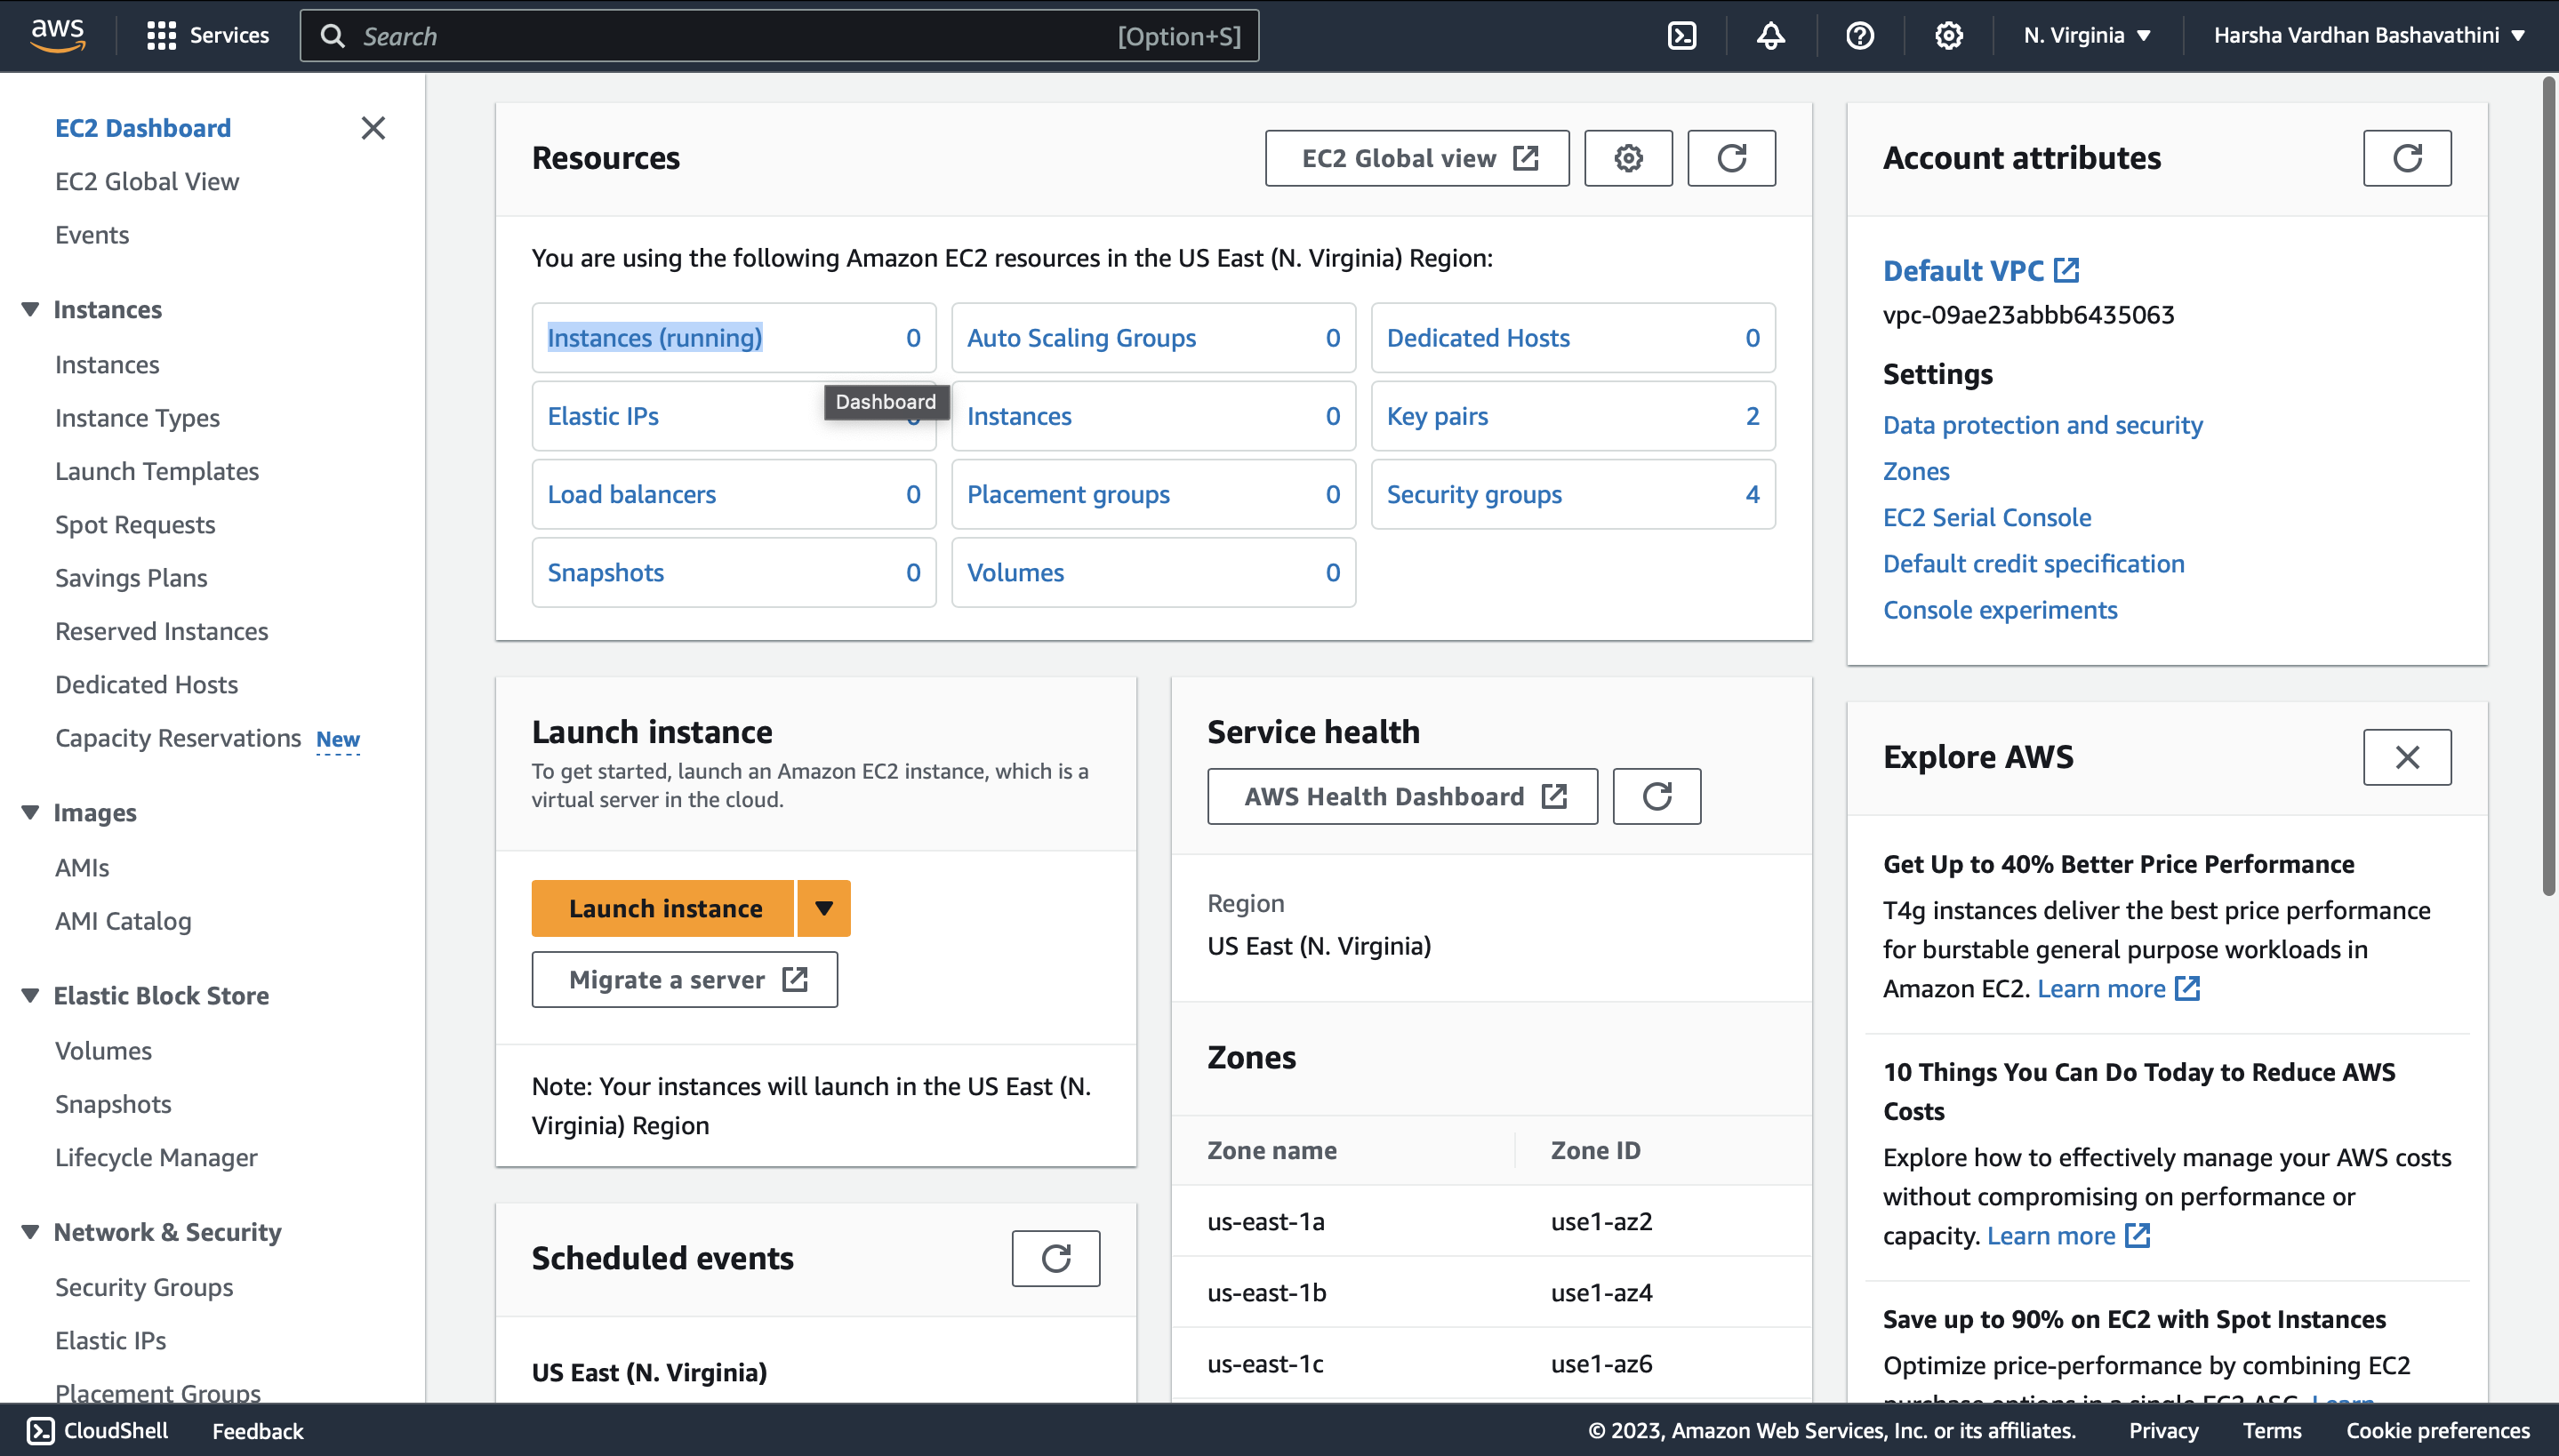 aws
Services
Search
[Option+S]
N. Virginia
Harsha Vardhan Bashavathini
EC2 Dashboard
EC2 Global View
Events
Instances
Instances
Instance Types
Launch Templates
Spot Requests
Savings Plans
Reserved Instances
Dedicated Hosts
Capacity Reservations New
Images
AMIs
AMI Catalog
Elastic Block Store
Volumes
Snapshots
Lifecycle Manager
Network & Security
Security Groups
Elastic IPs
Placement Groups
Resources
EC2 Global view
You are using the following Amazon EC2 resources in the US East (N. Virginia) Region:
Instances (running) 0
Auto Scaling Groups 0
Dedicated Hosts 0
Elastic IPs
Dashboard
Instances 0
Key pairs 2
Load balancers 0
Placement groups 0
Security groups 4
Snapshots 0
Volumes 0
Launch instance
To get started, launch an Amazon EC2 instance, which is a
virtual server in the cloud.
Launch instance
Migrate a server
Note: Your instances will launch in the US East (N.
Virginia) Region
Scheduled events
US East (N. Virginia)
Service health
AWS Health Dashboard
Region
US East (N. Virginia)
Zones
Zone name Zone ID
us-east-1a use1-az2
us-east-1b use1-az4
us-east-1c use1-az6
Account attributes
Default VPC
vpc-09ae23abbb6435063
Settings
Data protection and security
Zones
EC2 Serial Console
Default credit specification
Console experiments
Explore AWS
Get Up to 40% Better Price Performance
T4g instances deliver the best price performance
for burstable general purpose workloads in
Amazon EC2. Learn more
10 Things You Can Do Today to Reduce AWS
Costs
Explore how to effectively manage your AWS costs
without compromising on performance or
capacity. Learn more
Save up to 90% on EC2 with Spot Instances
Optimize price-performance by combining EC2
purchase options in a single EC2 ASG. Learn
CloudShell
Feedback
© 2023, Amazon Web Services, Inc. or its affiliates.
Privacy
Terms
Cookie preferences